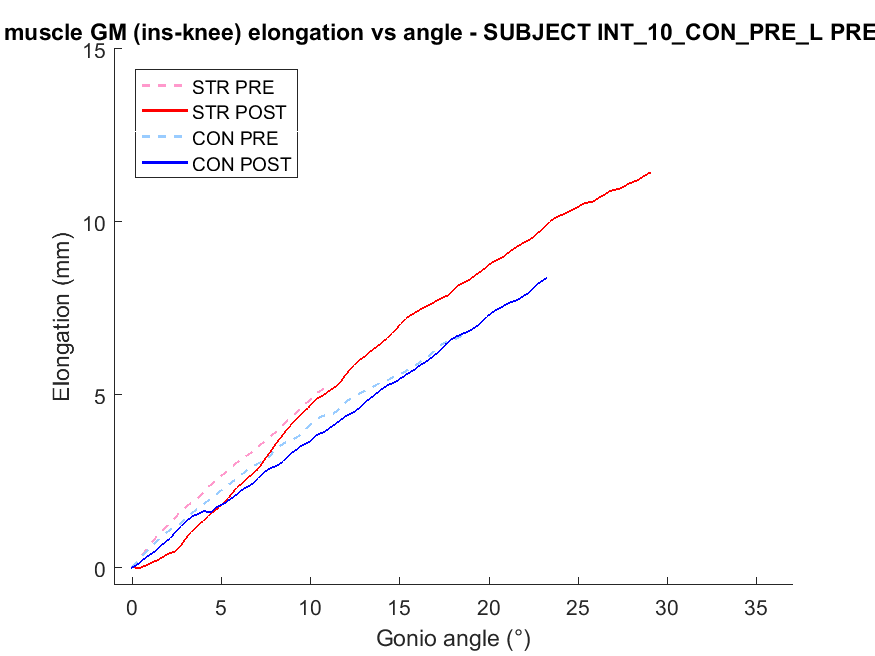 muscle GM (ins-knee) elongation vs angle - SUBJECT INT_10_CON_PRE_L PRE
15
STR PRE
STR POST
CON PRE
CON POST
10
5
0
Elongation (mm)
0 5 10 15 20 25 30 35
Gonio angle (°)